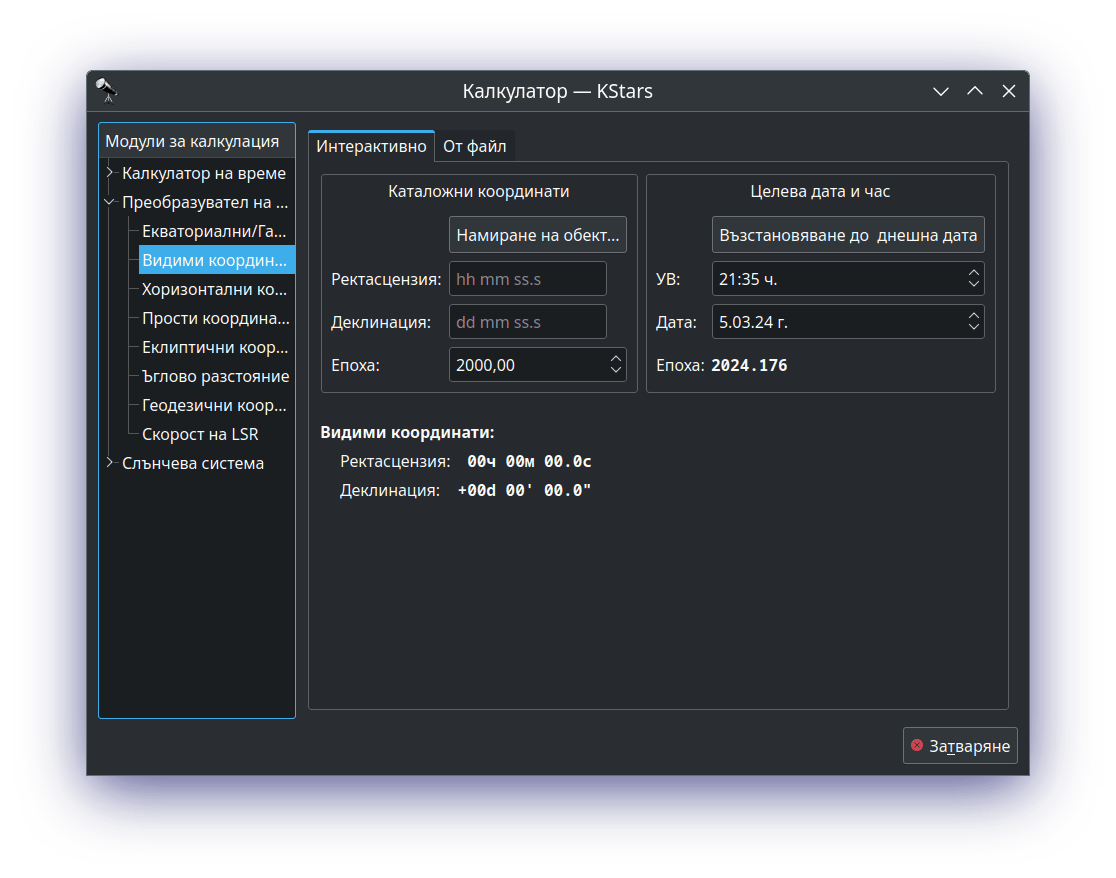 Калкулатор — KStars
Модули за калкулация
Калкулатор на време
Преобразувател на ...
Екваториални/Га...
Видими координ...
Хоризонтални ко...
Прости координа...
Еклиптични коор...
Ъглово разстояние
Геодезични коор...
Скорост на LSR
Слънчева система
Интерактивно
От файл
Каталожни координати
Намиране на обект...
Ректасцензия: hh mm ss.s
Деклинация: dd mm ss.s
Епоха: 2000,00
Целева дата и час
Възстановяване до  днешна дата
УВ: 21:35 ч.
Дата: 5.03.24 г.
Епоха: 2024.176
Видими координати:
Ректасцензия: 00ч 00м 00.0с
Деклинация: +00d 00' 00.0"
Затваряне